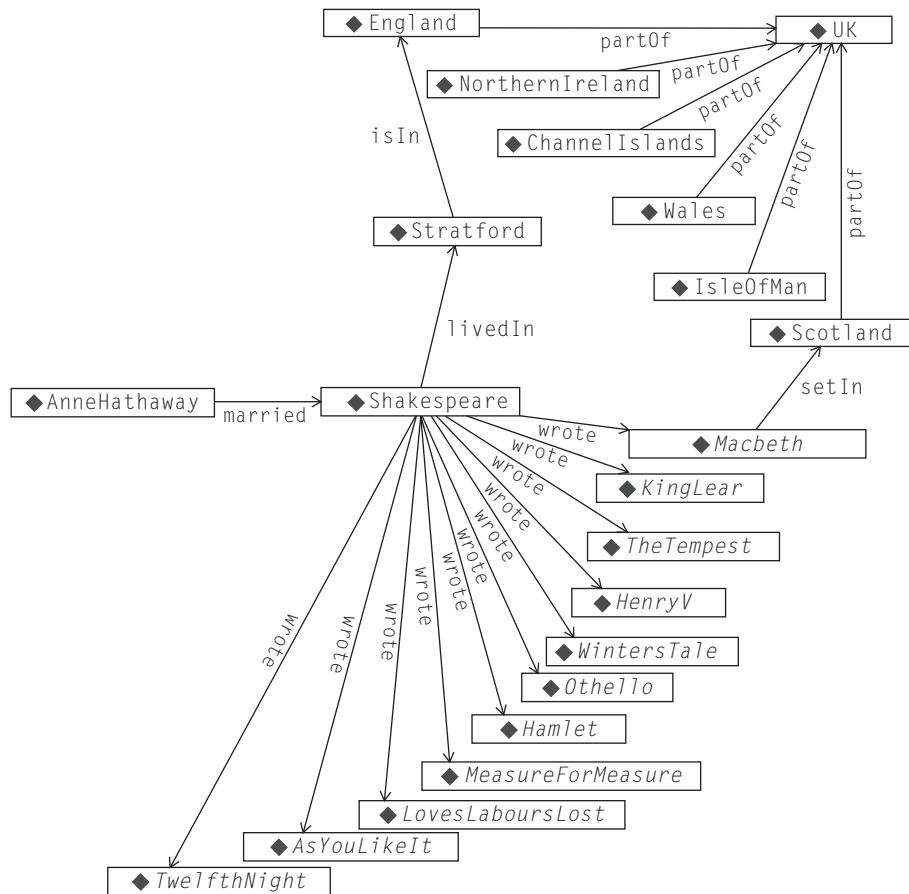 England
UK
partOf
NorthernIreland
partOf
partOf
isIn
ChannelIslands
partOf
partOf
Wales
partOf
Stratford
IsleOfMan
livedIn
Scotland
setIn
AnneHathaway
married
Shakespeare
wrote
Macbeth
wrote
KingLear
wrote
TheTempest
wrote
HenryV
wrote
WintersTale
wrote
Othello
wrote
Hamlet
wrote
MeasureForMeasure
wrote
LovesLaboursLost
wrote
AsYouLikeIt
wrote
TwelfthNight